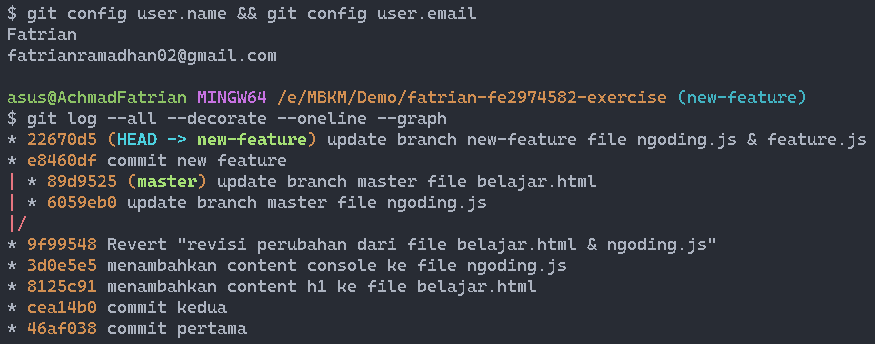 $ git config user.name && git config user.email
Fatrian
fatrianramadhan02@gmail.com
asus@AchmadFatrian MINGW64 /e/MBKM/Demo/fatrian-fe2974582-exercise (new-feature)
$ git log --all --decorate --oneline --graph
* 22670d5 (HEAD -> new-feature) update branch new-feature file ngoding.js & feature.js
* e8460df commit new feature
| * 89d9525 (master) update branch master file belajar.html
| * 6059eb0 update branch master file ngoding.js
|/
* 9f99548 Revert "revisi perubahan dari file belajar.html & ngoding.js"
* 3d0e5e5 menambahkan content console ke file ngoding.js
* 8125c91 menambahkan content h1 ke file belajar.html
* cea14b0 commit kedua
* 46af038 commit pertama